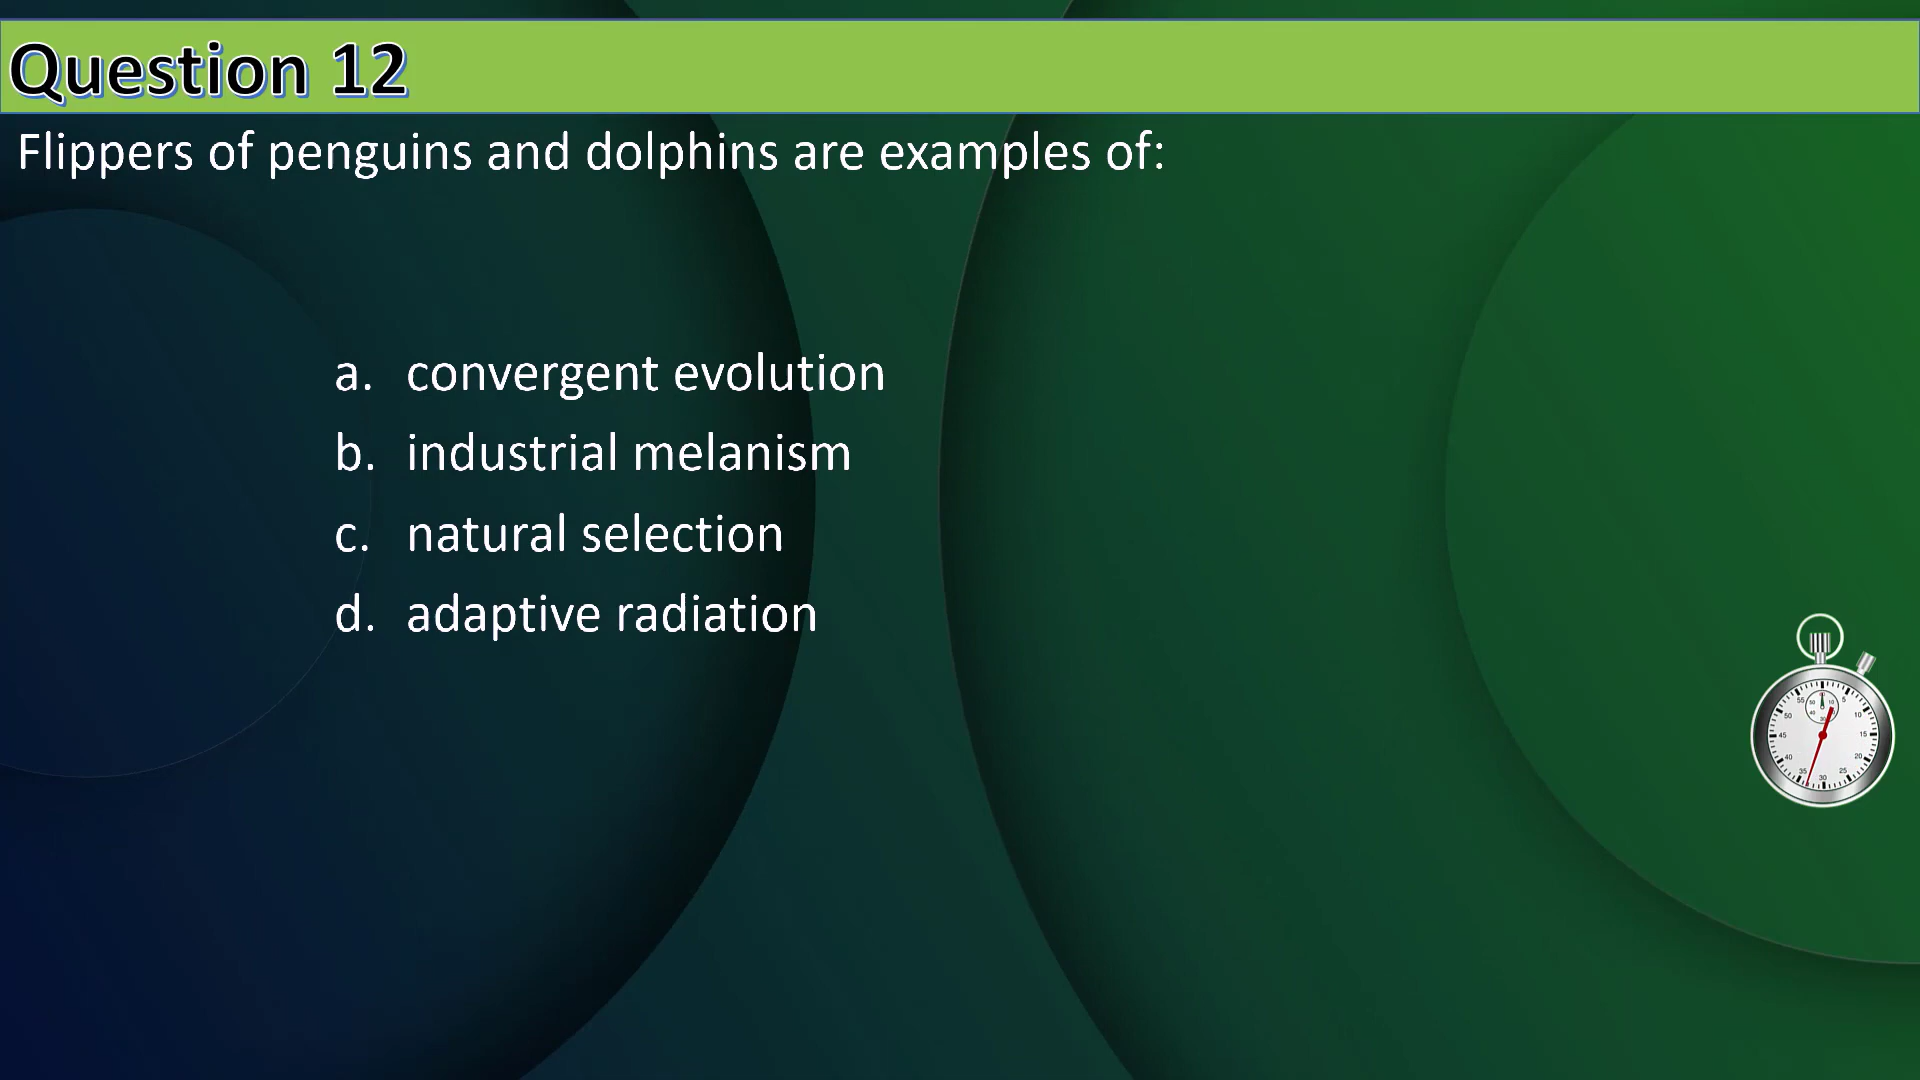 Question 12
Flippers of penguins and dolphins are examples of:
a. convergent evolution
b. industrial melanism
c. natural selection
d. adaptive radiation